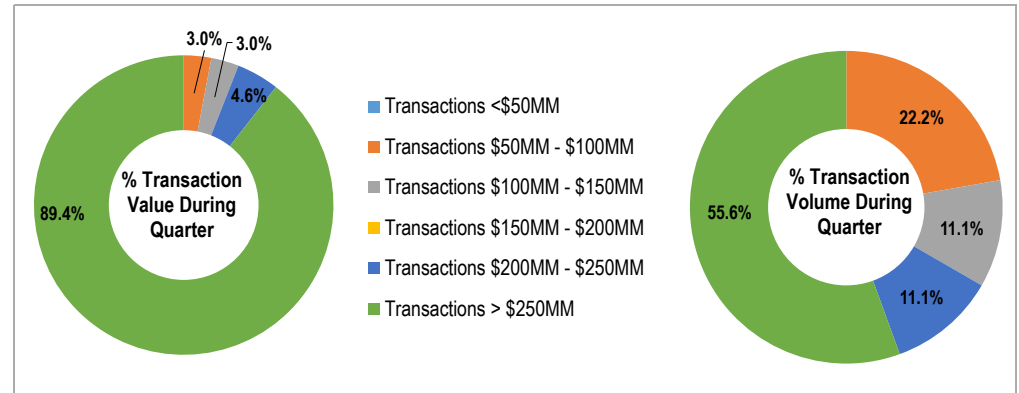 3.0%
3.0%
4.6%
89.4%
% Transaction
Value During
Quarter
Transactions <$50MM
Transactions $50MM - $100MM
Transactions $100MM - $150MM
Transactions $150MM - $200MM
Transactions $200MM - $250MM
Transactions > $250MM
22.2%
11.1%
11.1%
55.6%
% Transaction
Volume During
Quarter